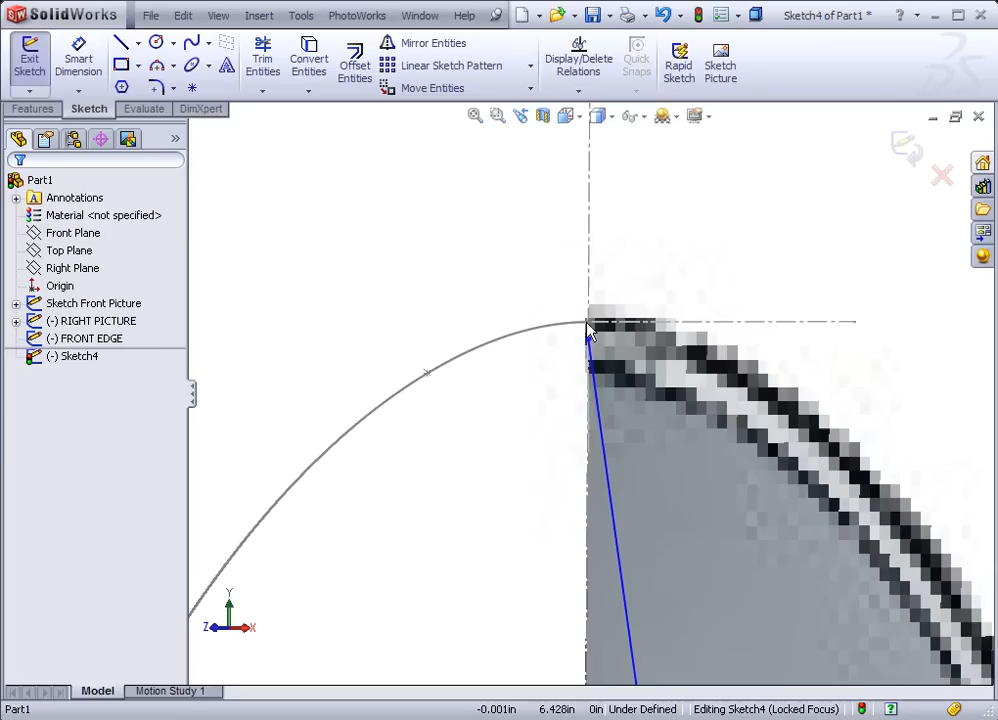 SolidWorks
File Edit View Insert Tools PhotoWorks Window Help
Sketch4 of Part1 *
Exit Sketch
Smart Dimension
Trim Entities
Convert Entities
Offset Entities
Mirror Entities
Linear Sketch Pattern
Move Entities
Display/Delete Relations
Quick Snaps
Rapid Sketch
Sketch Picture
Features Sketch Evaluate DimXpert
Part1
Annotations
Material <not specified>
Front Plane
Top Plane
Right Plane
Origin
Sketch Front Picture
(-) RIGHT PICTURE
(-) FRONT EDGE
(-) Sketch4
Y
Z X
Model Motion Study 1
Part1 -0.001in 6.428in 0in Under Defined Editing Sketch4 (Locked Focus)